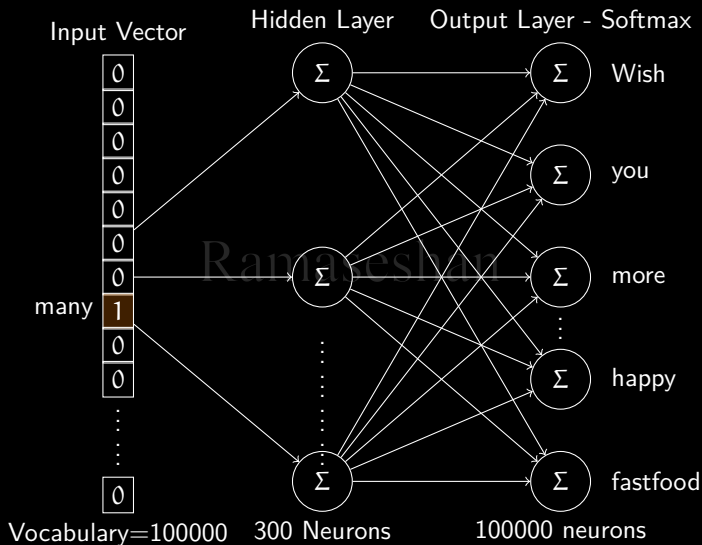 Input Vector
Hidden Layer
Output Layer - Softmax
0
0
0
0
0
0
0
many 1
0
0
0
Σ
Σ
Σ
Σ Wish
Σ you
Σ more
Σ happy
Σ fastfood
Ramaseshan
Vocabulary=100000
300 Neurons
100000 neurons